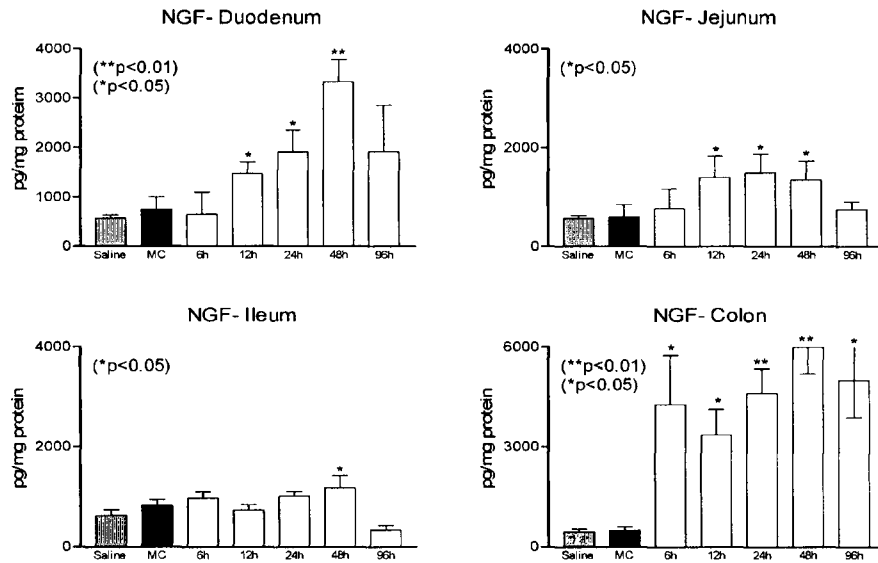 NGF- Duodenum
4000
3000
2000
1000
0
pg/mg proteim
(**p<0.01)
(*p<0.05)
*
*
**
Saline MC 6h 12h 24h 48h 96h
NGF- Jejunum
4000
2000
0
pg/mg protein
(*p<0.05)
*
*
*
Saline MC 6h 12h 24h 48h 96h
NGF- Ileum
4000
2000
0
pg/mg protein
(*p<0.05)
*
Saline MC 6h 12h 24h 48h 96h
NGF- Colon
6000
3000
0
pg/mg protein
(**p<0.01)
(*p<0.05)
*
*
**
**
*
Saline MC 6h 12h 24h 48h 96h